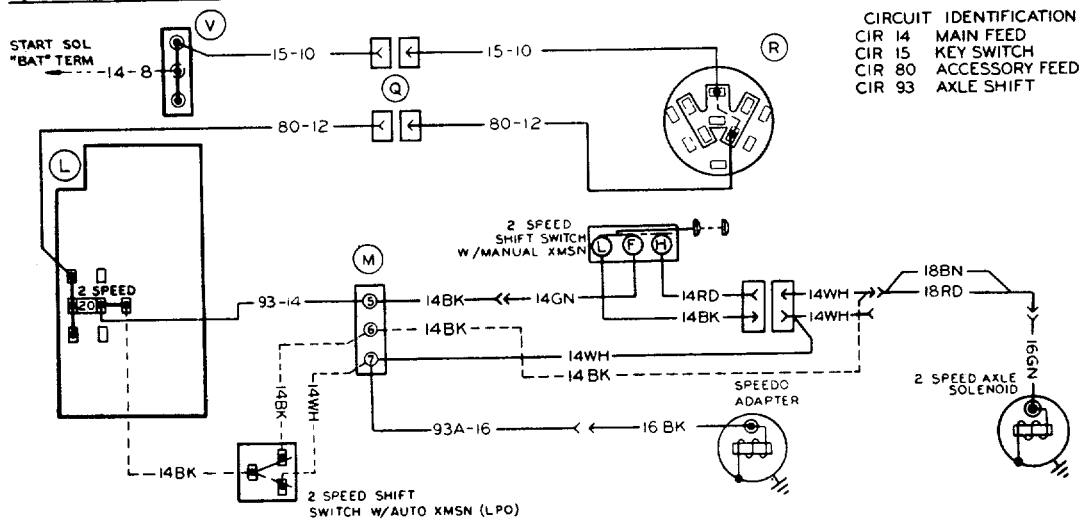 CIRCUIT IDENTIFICATION
CIR 14 MAIN FEED
CIR 15 KEY SWITCH
CIR 80 ACCESSORY FEED
CIR 93 AXLE SHIFT
V
START SOL
"BAT" TERM
14-8
15-10
15-10
R
Q
80-12
80-12
L
2 SPEED
SHIFT SWITCH
W/MANUAL XMSN
L F H
M
2 SPEED
20
93-14
5
14BK
14GN
14RD
14WH
18BN
18RD
6
14BK
14BK
14WH
7
14WH
14BK
16GN
14BK
14WH
SPEEDO
ADAPTER
2 SPEED AXLE
SOLENOID
93A-16
16 BK
14BK
2 SPEED SHIFT
SWITCH W/AUTO XMSN (LPO)